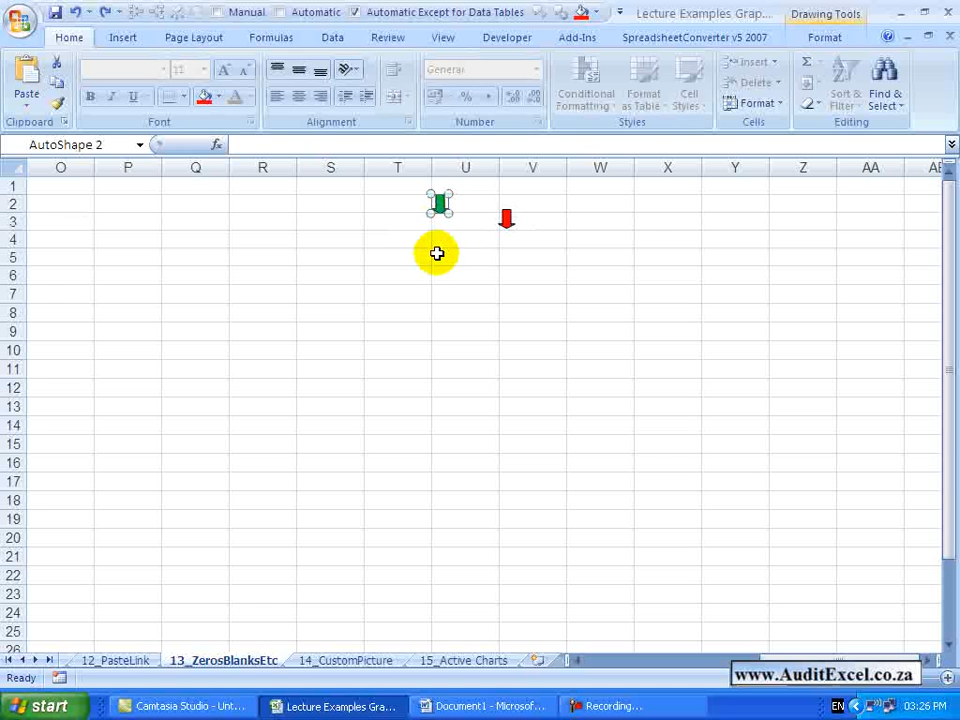 Manual Automatic Automatic Except for Data Tables Lecture Examples Grap... Drawing Tools
Home Insert Page Layout Formulas Data Review View Developer Add-Ins SpreadsheetConverter v5 2007 Format
Paste
11
General
Conditional Formatting
Format as Table
Cell Styles
Insert
Delete
Format
Sort & Filter
Find & Select
B I U A
%
Clipboard Font Alignment Number Styles Cells Editing
AutoShape 2 fx
O P Q R S T U V W X Y Z AA AB
1
2
3
4
5
6
7
8
9
10
11
12
13
14
15
16
17
18
19
20
21
22
23
24
25
26
12_PasteLink 13_ZerosBlanksEtc 14_CustomPicture 15_Active Charts
Ready
www.AuditExcel.co.za
start Camtasia Studio - Unt... Lecture Examples Gra... Document1 - Microsof... Recording... EN 03:26 PM